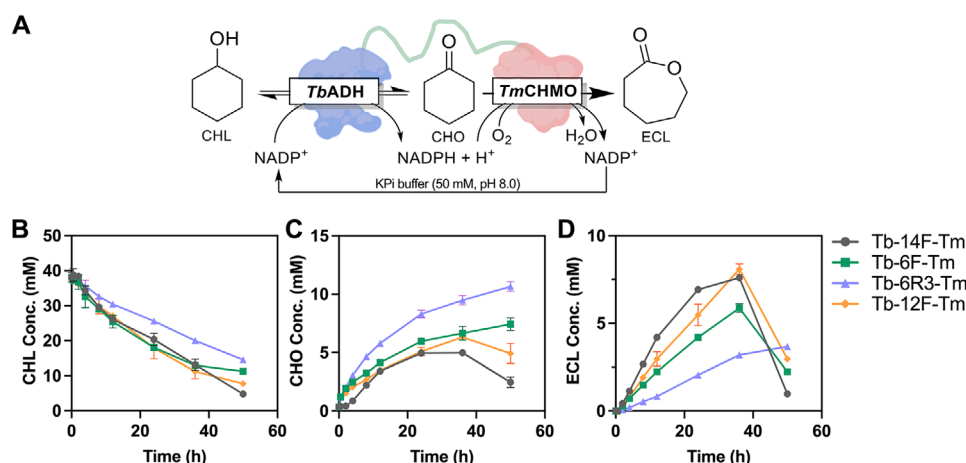 A
OH
O
O
O
TbADH
TmCHMO
CHL
CHO
O₂
H₂O
ECL
NADP⁺
NADPH + H⁺
NADP⁺
KPi buffer (50 mM, pH 8.0)
B
C
D
50
40
30
20
10
0
CHL Conc. (mM)
0 20 40 60
Time (h)
15
10
5
0
CHO Conc. (mM)
0 20 40 60
Time (h)
10
5
0
ECL Conc. (mM)
0 20 40 60
Time (h)
Tb-14F-Tm
Tb-6F-Tm
Tb-6R3-Tm
Tb-12F-Tm